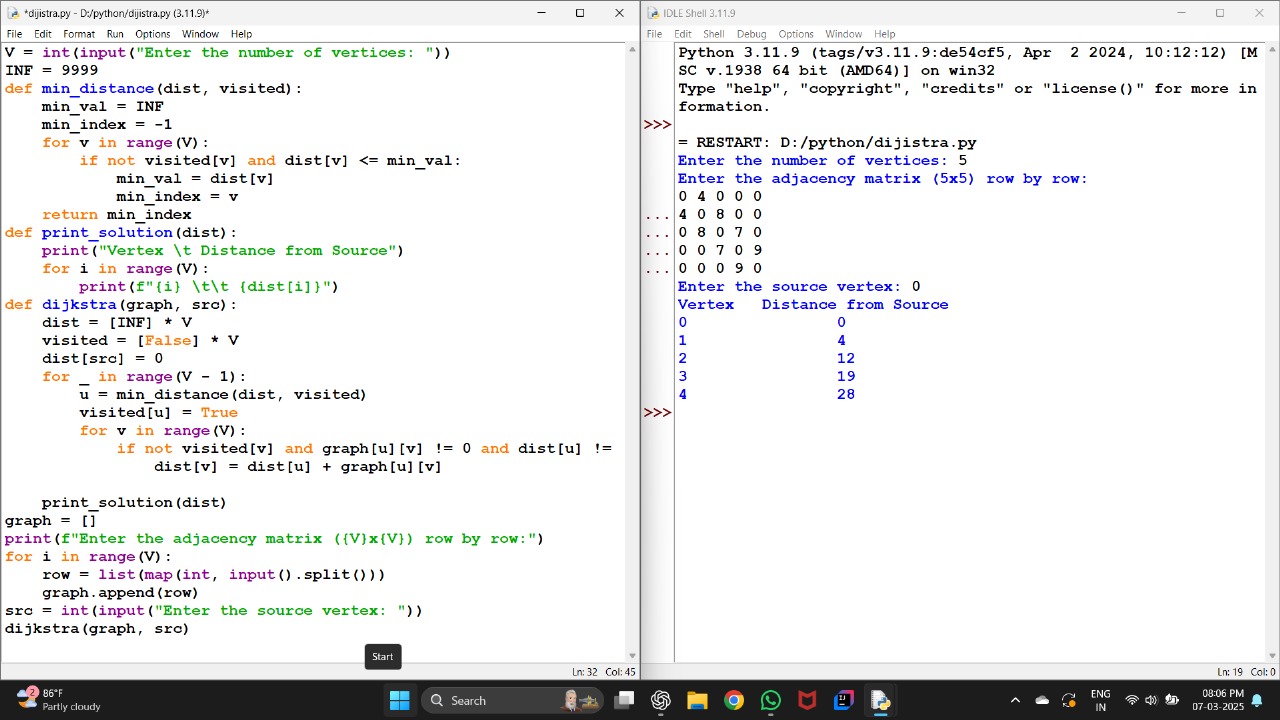 *dijistra.py - D:/python/dijistra.py (3.11.9)*
File Edit Format Run Options Window Help
V = int(input("Enter the number of vertices: "))
INF = 9999
def min_distance(dist, visited):
    min_val = INF
    min_index = -1
    for v in range(V):
        if not visited[v] and dist[v] <= min_val:
            min_val = dist[v]
            min_index = v
    return min_index
def print_solution(dist):
    print("Vertex \t Distance from Source")
    for i in range(V):
        print(f"{i} \t\t {dist[i]}")
def dijkstra(graph, src):
    dist = [INF] * V
    visited = [False] * V
    dist[src] = 0
    for _ in range(V - 1):
        u = min_distance(dist, visited)
        visited[u] = True
        for v in range(V):
            if not visited[v] and graph[u][v] != 0 and dist[u] !=
                dist[v] = dist[u] + graph[u][v]
    print_solution(dist)
graph = []
print(f"Enter the adjacency matrix ({V}x{V}) row by row:")
for i in range(V):
    row = list(map(int, input().split()))
    graph.append(row)
src = int(input("Enter the source vertex: "))
dijkstra(graph, src)
Start
Ln: 32 Col: 45
IDLE Shell 3.11.9
File Edit Shell Debug Options Window Help
Python 3.11.9 (tags/v3.11.9:de54cf5, Apr  2 2024, 10:12:12) [M
SC v.1938 64 bit (AMD64)] on win32
Type "help", "copyright", "credits" or "license()" for more in
formation.
>>>
= RESTART: D:/python/dijistra.py
Enter the number of vertices: 5
Enter the adjacency matrix (5x5) row by row:
0 4 0 0 0
... 4 0 8 0 0
... 0 8 0 7 0
... 0 0 7 0 9
... 0 0 0 9 0
Enter the source vertex: 0
Vertex   Distance from Source
0 0
1 4
2 12
3 19
4 28
>>>
Ln: 19 Col: 0
2
86°F
Partly cloudy
Search
IJ
ENG
IN
08:06 PM
07-03-2025